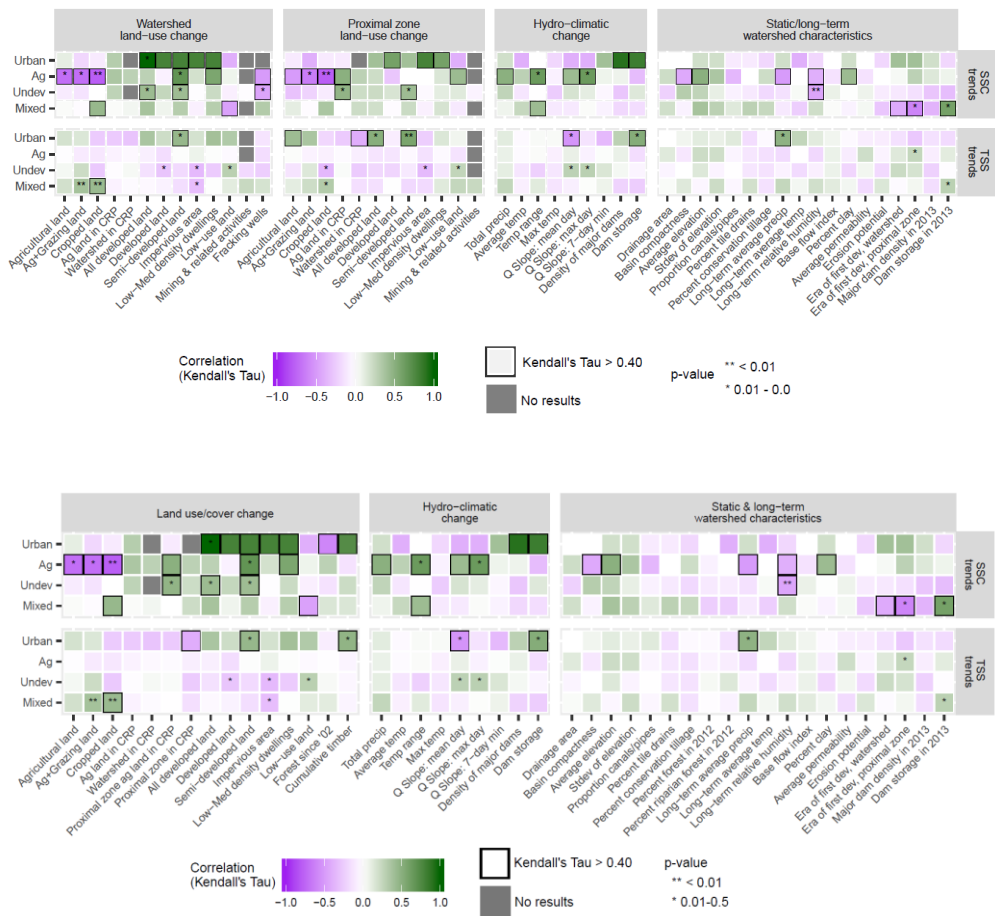 Watershed
land-use change
Proximal zone
land-use change
Hydro-climatic
change
Static/long-term
watershed characteristics
Urban
Ag
Undev
Mixed
SSC
trends
Urban
Ag
Undev
Mixed
TSS
trends
Agricultural land
Ag+Grazing land
Cropped land
Ag land in CRP
Watershed in CRP
All developed land
Developed land
Semi-developed land
Impervious area
Low-Med density dwellings
Low-use land
Mining & related activities
Fracking wells
Agricultural land
Ag+Grazing land
Cropped land
Ag land in CRP
Watershed in CRP
All developed land
Developed land
Semi-developed land
Impervious area
Low-Med density dwellings
Low-use land
Mining & related activities
Total precip
Average temp
Temp range
Max temp
Q Slope: mean day
Q Slope: max day
Q Slope: 7-day min
Density of major dams
Dam storage
Drainage area
Basin compactness
Average elevation
Stdev of elevation
Proportion canals/pipes
Percent tile drains
Percent conservation tillage
Long-term average precip
Long-term average temp
Long-term relative humidity
Base flow index
Percent clay
Average permeability
Erosion potential
Era of first dev, watershed
Era of first dev, proximal zone
Major dam density in 2013
Dam storage in 2013
Correlation
(Kendall's Tau)
−1.0 −0.5 0.0 0.5 1.0
Kendall's Tau > 0.40
No results
p-value
** < 0.01
* 0.01 - 0.0
Land use/cover change
Hydro-climatic
change
Static & long-term
watershed characteristics
Urban
Ag
Undev
Mixed
SSC
trends
Urban
Ag
Undev
Mixed
TSS
trends
Agricultural land
Ag+Grazing land
Cropped land
Ag land in CRP
Watershed in CRP
Proximal zone ag land in CRP
Proximal zone in CRP
All developed land
Developed land
Semi-developed land
Impervious area
Low-Med density dwellings
Low-use land
Forest since '02
Cumulative timber
Total precip
Average temp
Temp range
Max temp
Q Slope: mean day
Q Slope: max day
Q Slope: 7-day min
Density of major dams
Dam storage
Drainage area
Basin compactness
Average elevation
Stdev of elevation
Proportion canals/pipes
Percent tile drains
Percent conservation tillage
Percent forest in 2012
Percent riparian forest in 2012
Long-term average precip
Long-term average temp
Long-term relative humidity
Base flow index
Percent clay
Average permeability
Erosion potential
Era of first dev, watershed
Era of first dev, proximal zone
Major dam density in 2013
Dam storage in 2013
Correlation
(Kendall's Tau)
−1.0 −0.5 0.0 0.5 1.0
Kendall's Tau > 0.40
No results
p-value
** < 0.01
* 0.01-0.5